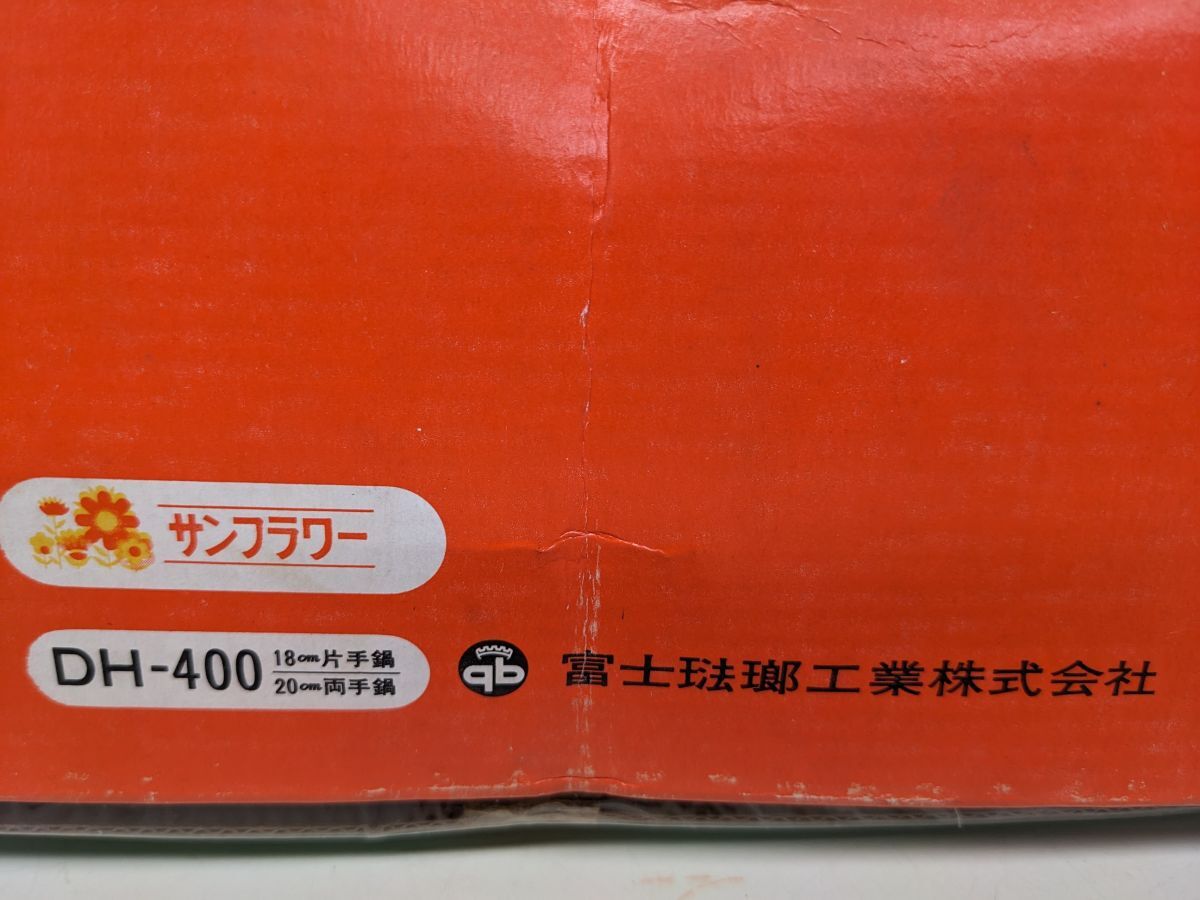 サンフラワー
DH-400 18cm片手鍋
20cm両手鍋
富士琺瑯工業株式会社